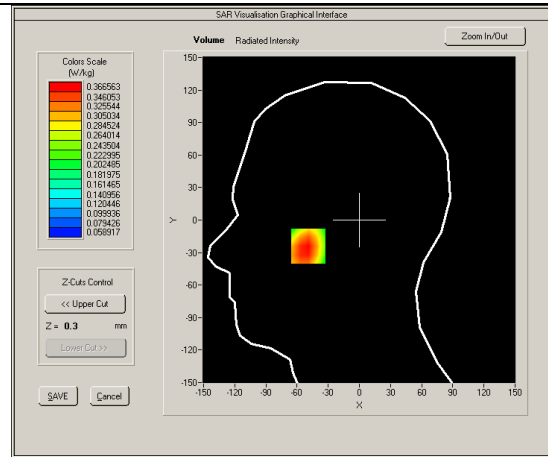 SAR Visualisation Graphical Interface
Volume Radiated Intensity
Zoom In/Out
Colors Scale
(W/kg)
0.366563
0.346053
0.325544
0.305034
0.284524
0.264014
0.243504
0.222995
0.202485
0.181975
0.161465
0.140956
0.120446
0.099936
0.079426
0.058917
Z-Cuts Control
<< Upper Cut
Z = 0.3 mm
Lower Cut >>
SAVE
Cancel
150
120
90
60
30
0
-30
-60
-90
-120
-150
Y
-150 -120 -90 -60 -30 0 30 60 90 120 150
X